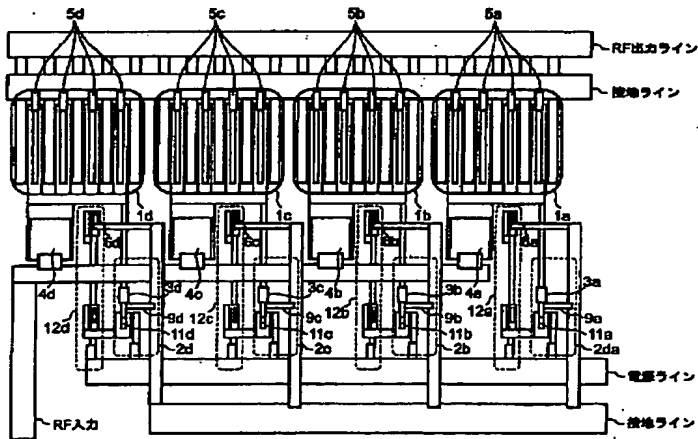 5d 5c 5b 5a
RF出力ライン
接地ライン
1d 1c 1b 1a
6d 6c 6b 6a
4d 4c 4b 4a
3d 3c 3b 3a
12d 12c 12b 12a
9d 9c 9b 9a
11d 11c 11b 11a
2d 2c 2b 2da
電源ライン
RF入力
接地ライン